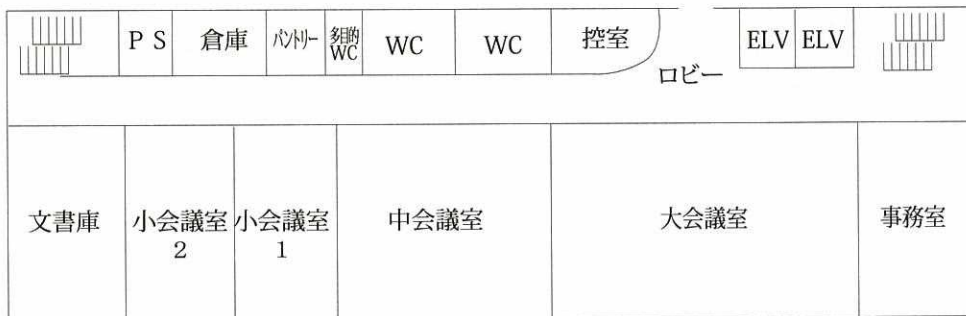 PS
倉庫
パントリー
多目的
WC
WC
WC
控室
ELV
ELV
ロビー
文書庫
小会議室
2
小会議室
1
中会議室
大会議室
事務室